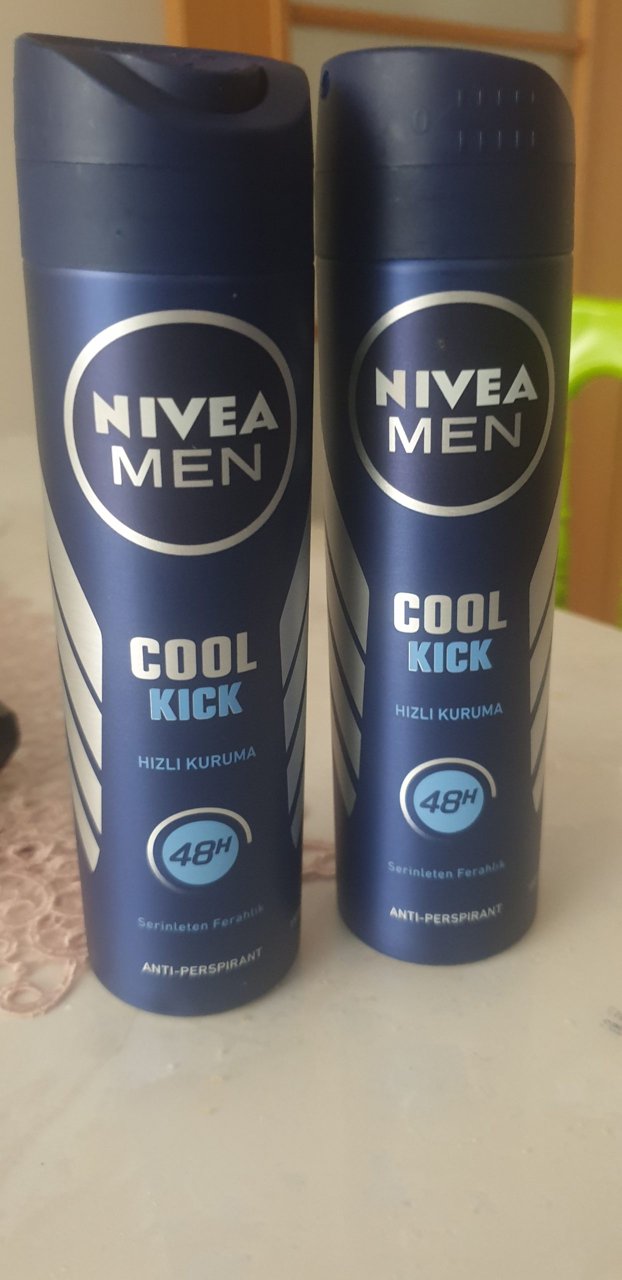 NIVEA
MEN
COOL
KICK
HIZLI KURUMA
48H
Serinleten Ferahlık
ANTI-PERSPIRANT
NIVEA
MEN
COOL
KICK
HIZLI KURUMA
48H
Serinleten Ferahlık
ANTI-PERSPIRANT